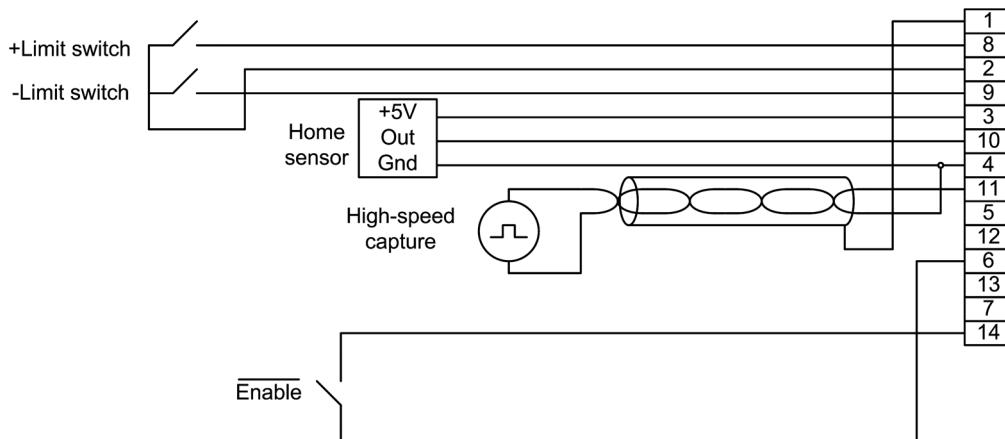 +Limit switch
-Limit switch
Home
sensor
+5V
Out
Gnd
High-speed
capture
Enable
1
8
2
9
3
10
4
11
5
12
6
13
7
14